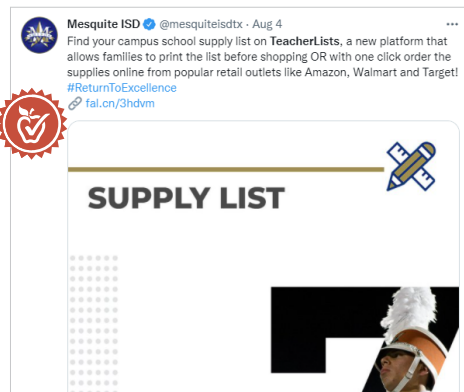 Mesquite ISD @mesquiteisdtx · Aug 4
Find your campus school supply list on TeacherLists, a new platform that
allows families to print the list before shopping OR with one click order the
supplies online from popular retail outlets like Amazon, Walmart and Target!
#ReturnToExcellence
fal.cn/3hdvm
SUPPLY LIST